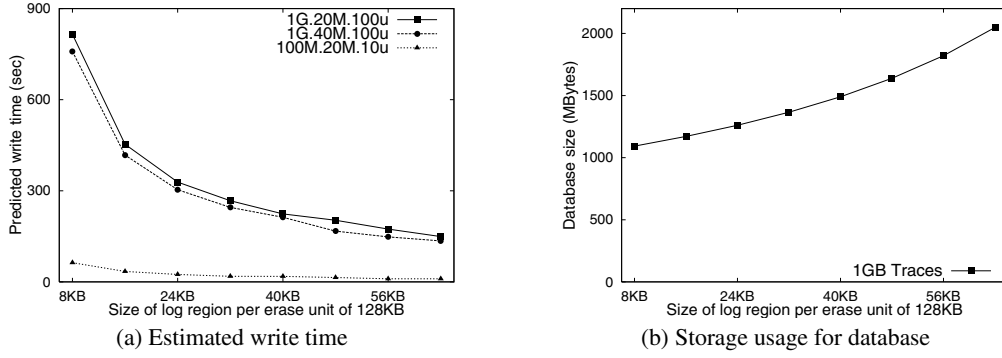 900
600
300
0
Predicted write time (sec)
1G.20M.100u
1G.40M.100u
100M.20M.10u
8KB 24KB 40KB 56KB
Size of log region per erase unit of 128KB
(a) Estimated write time
2000
1500
1000
500
0
Database size (MBytes)
1GB Traces
8KB 24KB 40KB 56KB
Size of log region per erase unit of 128KB
(b) Storage usage for database